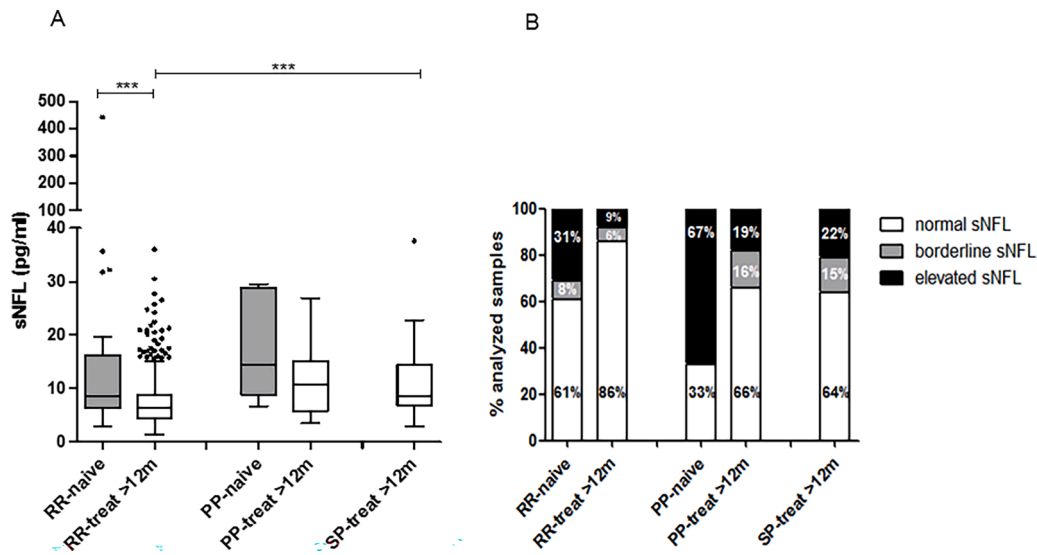 A
B
***
***
sNFL (pg/ml)
500
400
300
200
100
40
30
20
10
0
RR-naive
RR-treat >12m
PP-naive
PP-treat >12m
SP-treat >12m
% analyzed samples
100
80
60
40
20
0
31%
8%
61%
9%
6%
86%
67%
33%
19%
16%
66%
22%
15%
64%
RR-naive
RR-treat >12m
PP-naive
PP-treat >12m
SP-treat >12m
normal sNFL
borderline sNFL
elevated sNFL